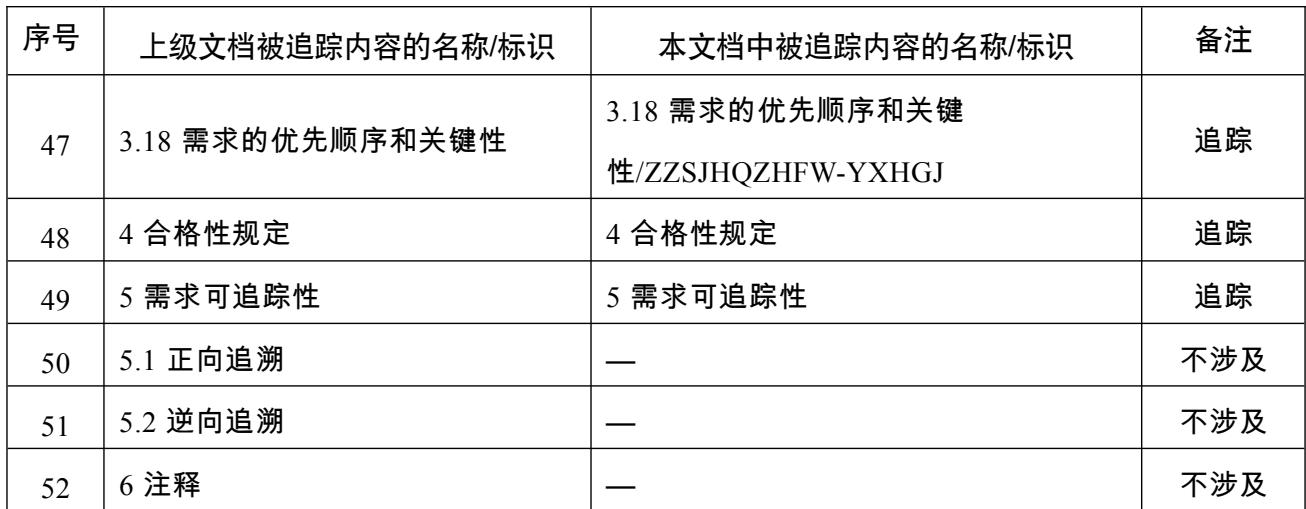 序号 上级文档被追踪内容的名称/标识 本文档中被追踪内容的名称/标识 备注
47 3.18 需求的优先顺序和关键性 3.18 需求的优先顺序和关键
性/ZZSJHQZHFW-YXHGJ 追踪
48 4 合格性规定 4 合格性规定 追踪
49 5 需求可追踪性 5 需求可追踪性 追踪
50 5.1 正向追溯 — 不涉及
51 5.2 逆向追溯 — 不涉及
52 6 注释 — 不涉及